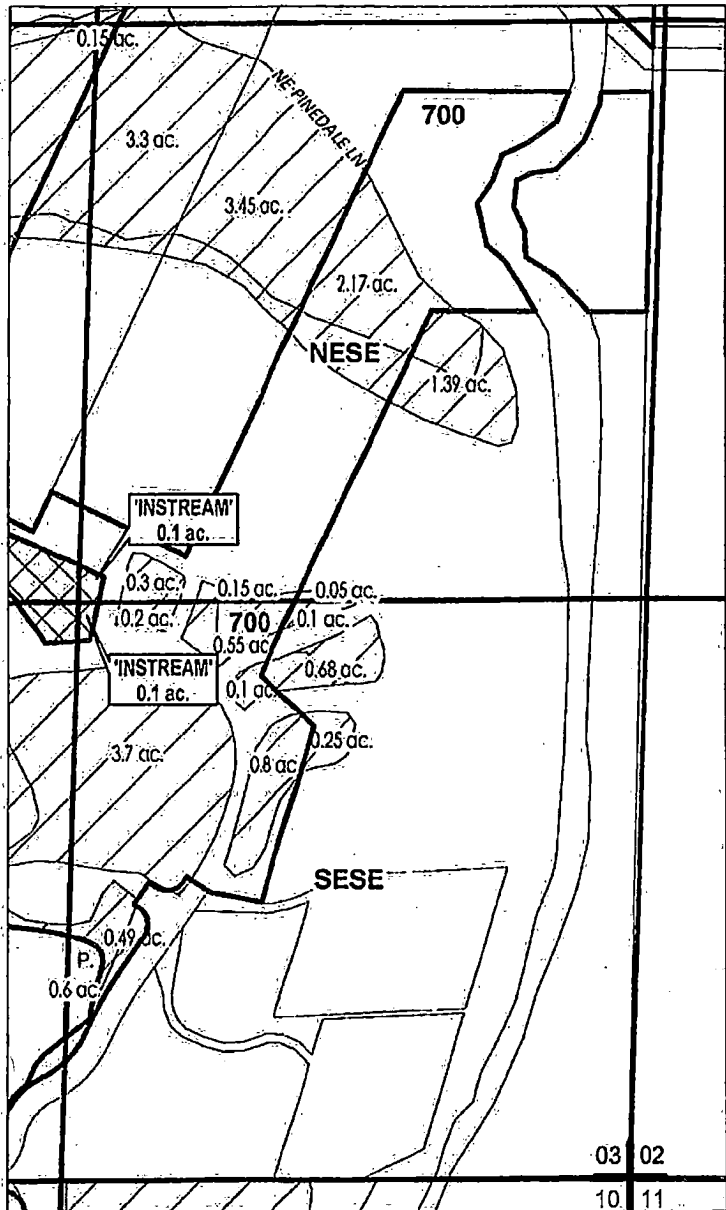 0.15 ac.
NE PINEDALE LN
700
3.3 ac.
3.45 ac.
2.17 ac.
NESE
1.39 ac.
'INSTREAM'
0.1 ac.
0.3 ac.
0.15 ac.
0.05 ac.
0.2 ac.
700
0.1 ac.
0.55 ac.
'INSTREAM'
0.1 ac.
0.68 ac.
0.1 ac.
0.25 ac.
3.7 ac.
0.8 ac.
SESE
0.49 ac.
P.
0.6 ac.
03 02
10 11